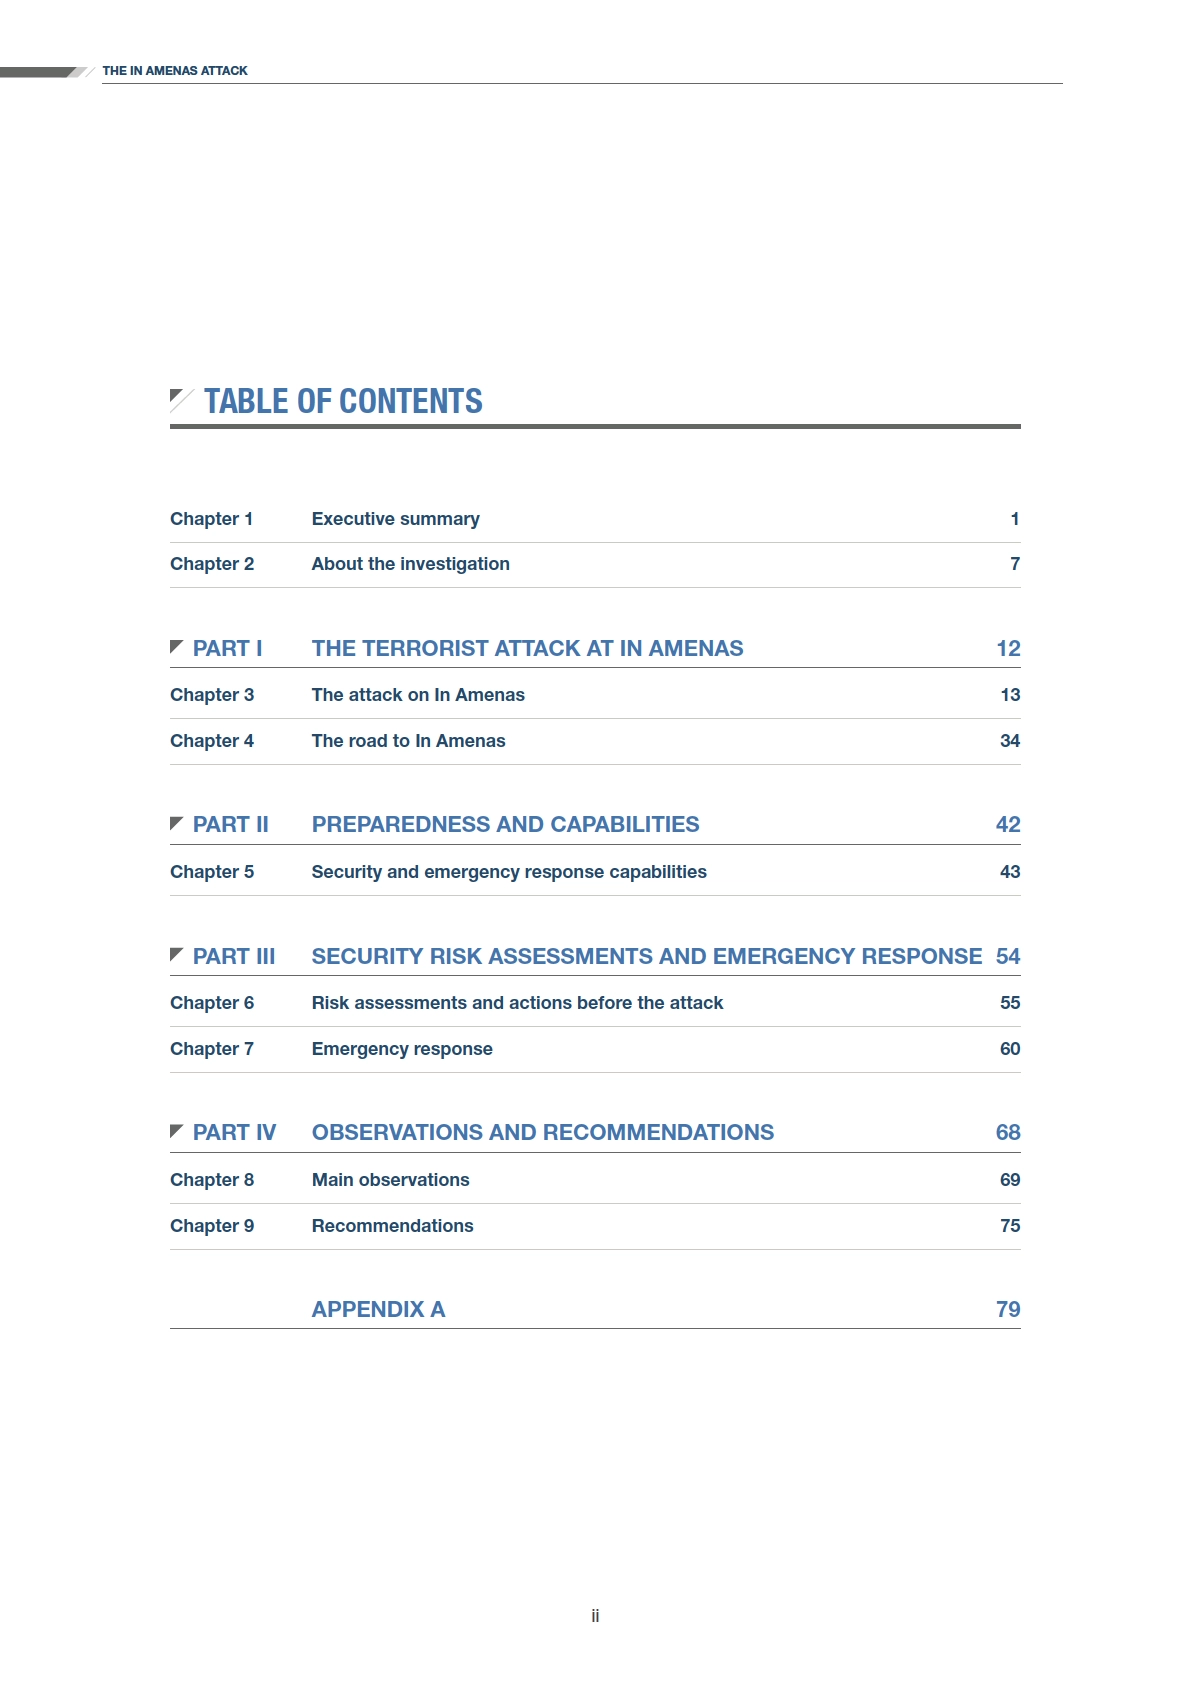 THE IN AMENAS ATTACK
TABLE OF CONTENTS
Chapter 1 Executive summary 1
Chapter 2 About the investigation 7
PART I THE TERRORIST ATTACK AT IN AMENAS 12
Chapter 3 The attack on In Amenas 13
Chapter 4 The road to In Amenas 34
PART II PREPAREDNESS AND CAPABILITIES 42
Chapter 5 Security and emergency response capabilities 43
PART III SECURITY RISK ASSESSMENTS AND EMERGENCY RESPONSE 54
Chapter 6 Risk assessments and actions before the attack 55
Chapter 7 Emergency response 60
PART IV OBSERVATIONS AND RECOMMENDATIONS 68
Chapter 8 Main observations 69
Chapter 9 Recommendations 75
APPENDIX A 79
ii